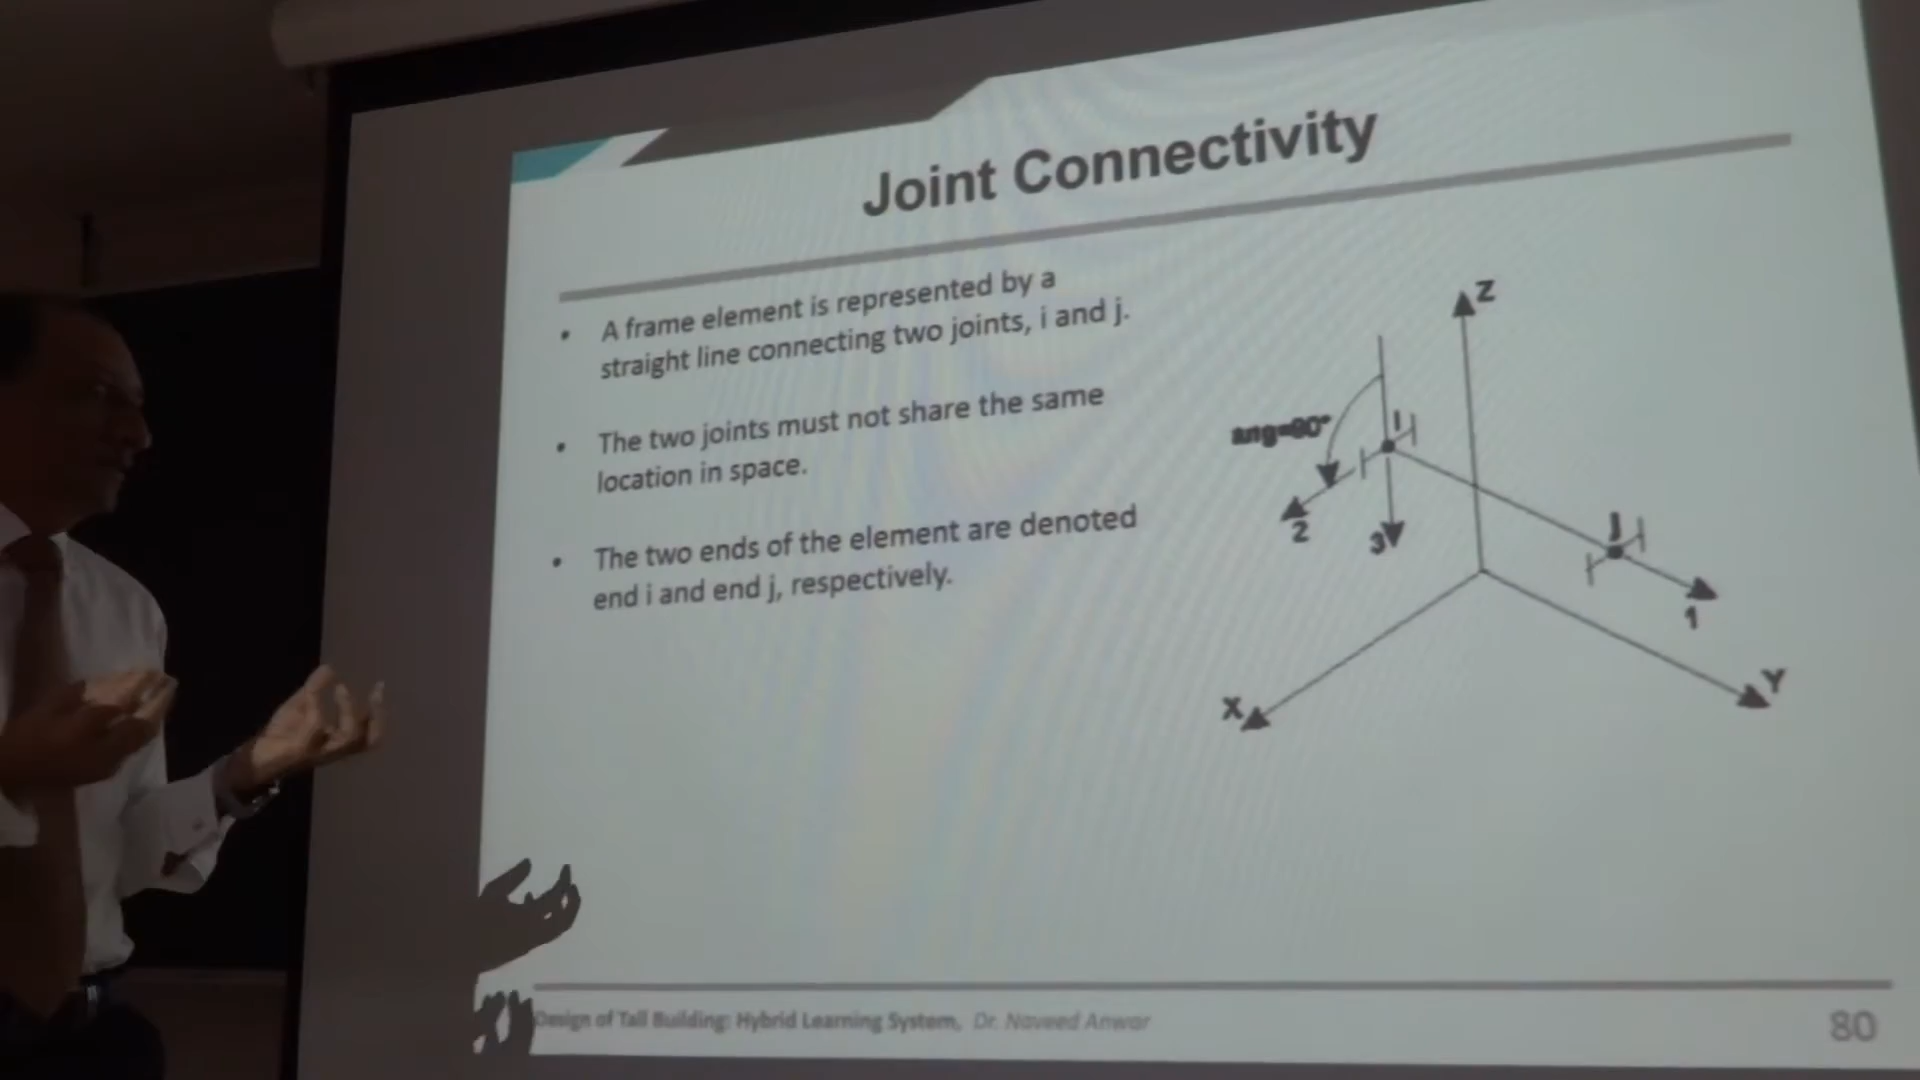 Joint Connectivity
• A frame element is represented by a
straight line connecting two joints, i and j.
• The two joints must not share the same
location in space.
• The two ends of the element are denoted
end i and end j, respectively.
Z
ang=90°
I
2
3
J
1
X
Y
Design of Tall Building: Hybrid Learning System, Dr. Naveed Anwar
80